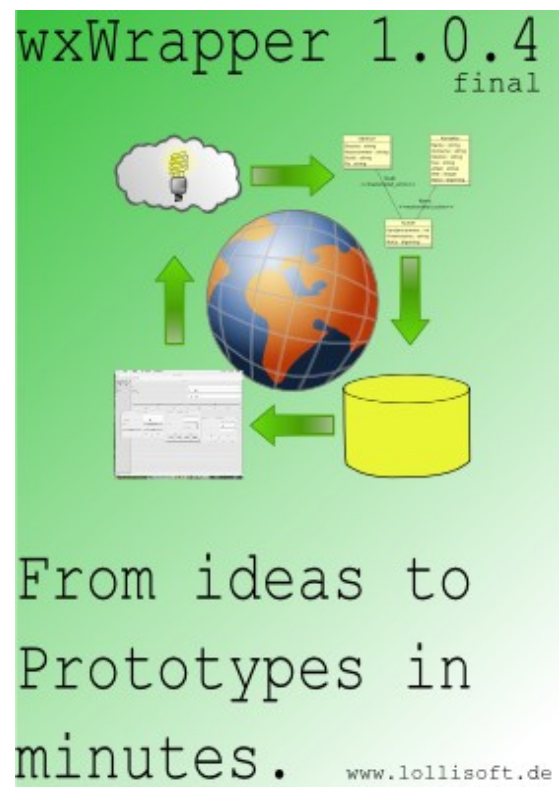 wxWrapper 1.0.4
final
From ideas to
Prototypes in
minutes.
www.lollisoft.de